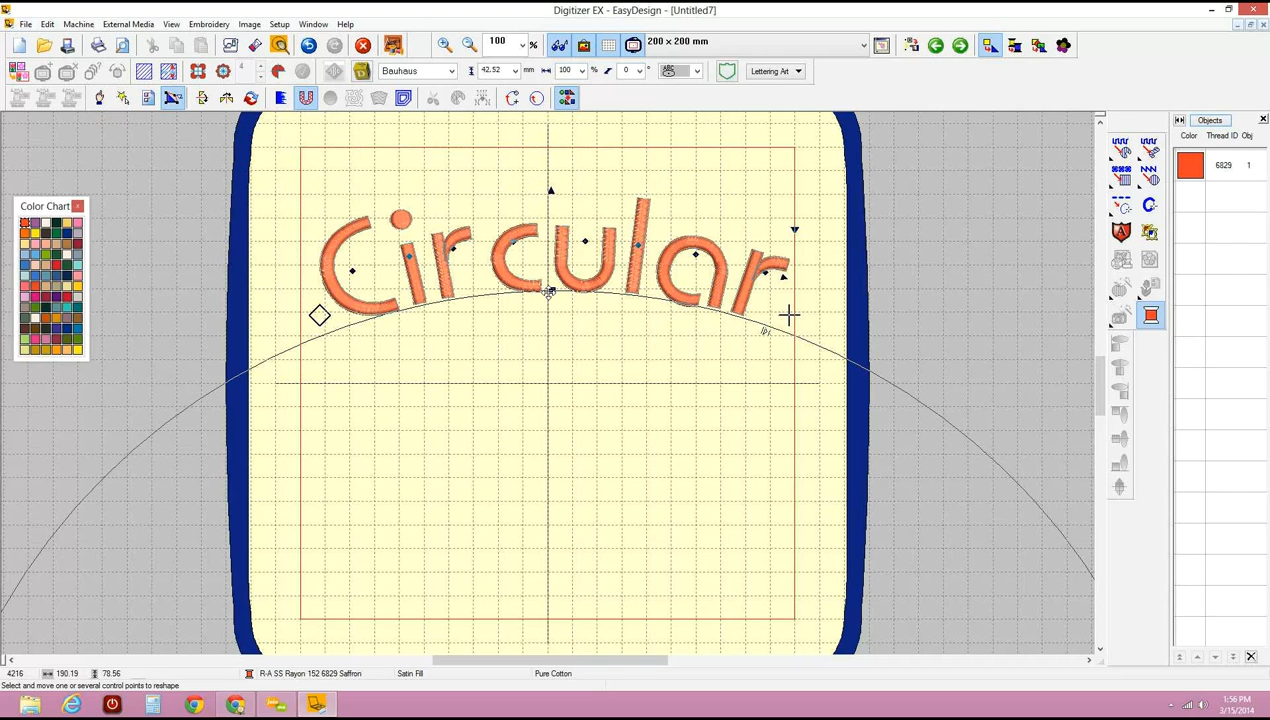 Digitizer EX - EasyDesign - [Untitled7]
File Edit Machine External Media View Embroidery Image Setup Window Help
100 % 200 x 200 mm
4 Bauhaus 42.52 mm 100 % 0 ° ABC Lettering Art
Objects
Color Thread ID Obj
6829 1
Color Chart
Circular
4216 190.19 78.56 R-A SS Rayon 152 6829 Saffron Satin Fill Pure Cotton
Select and move one or several control points to reshape
1:56 PM
3/15/2014